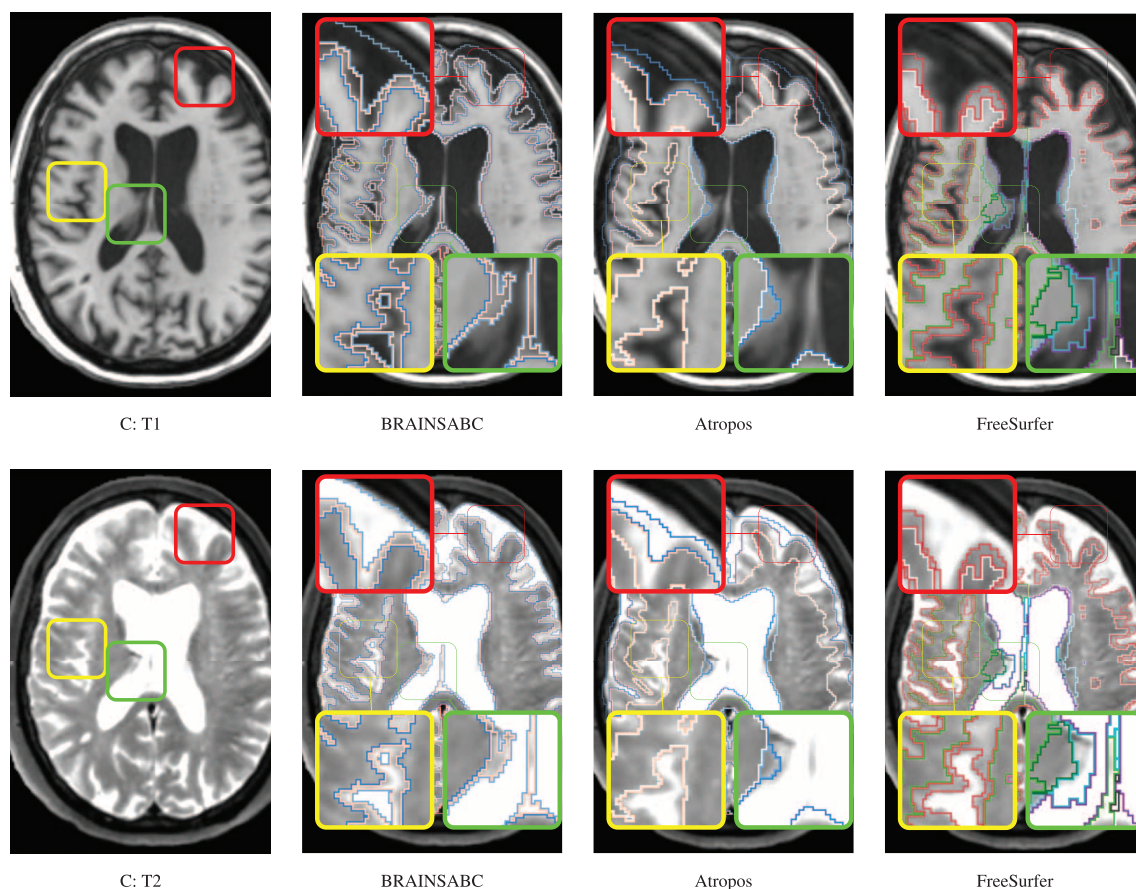 C: T1
BRAINSABC
Atropos
FreeSurfer
C: T2
BRAINSABC
Atropos
FreeSurfer